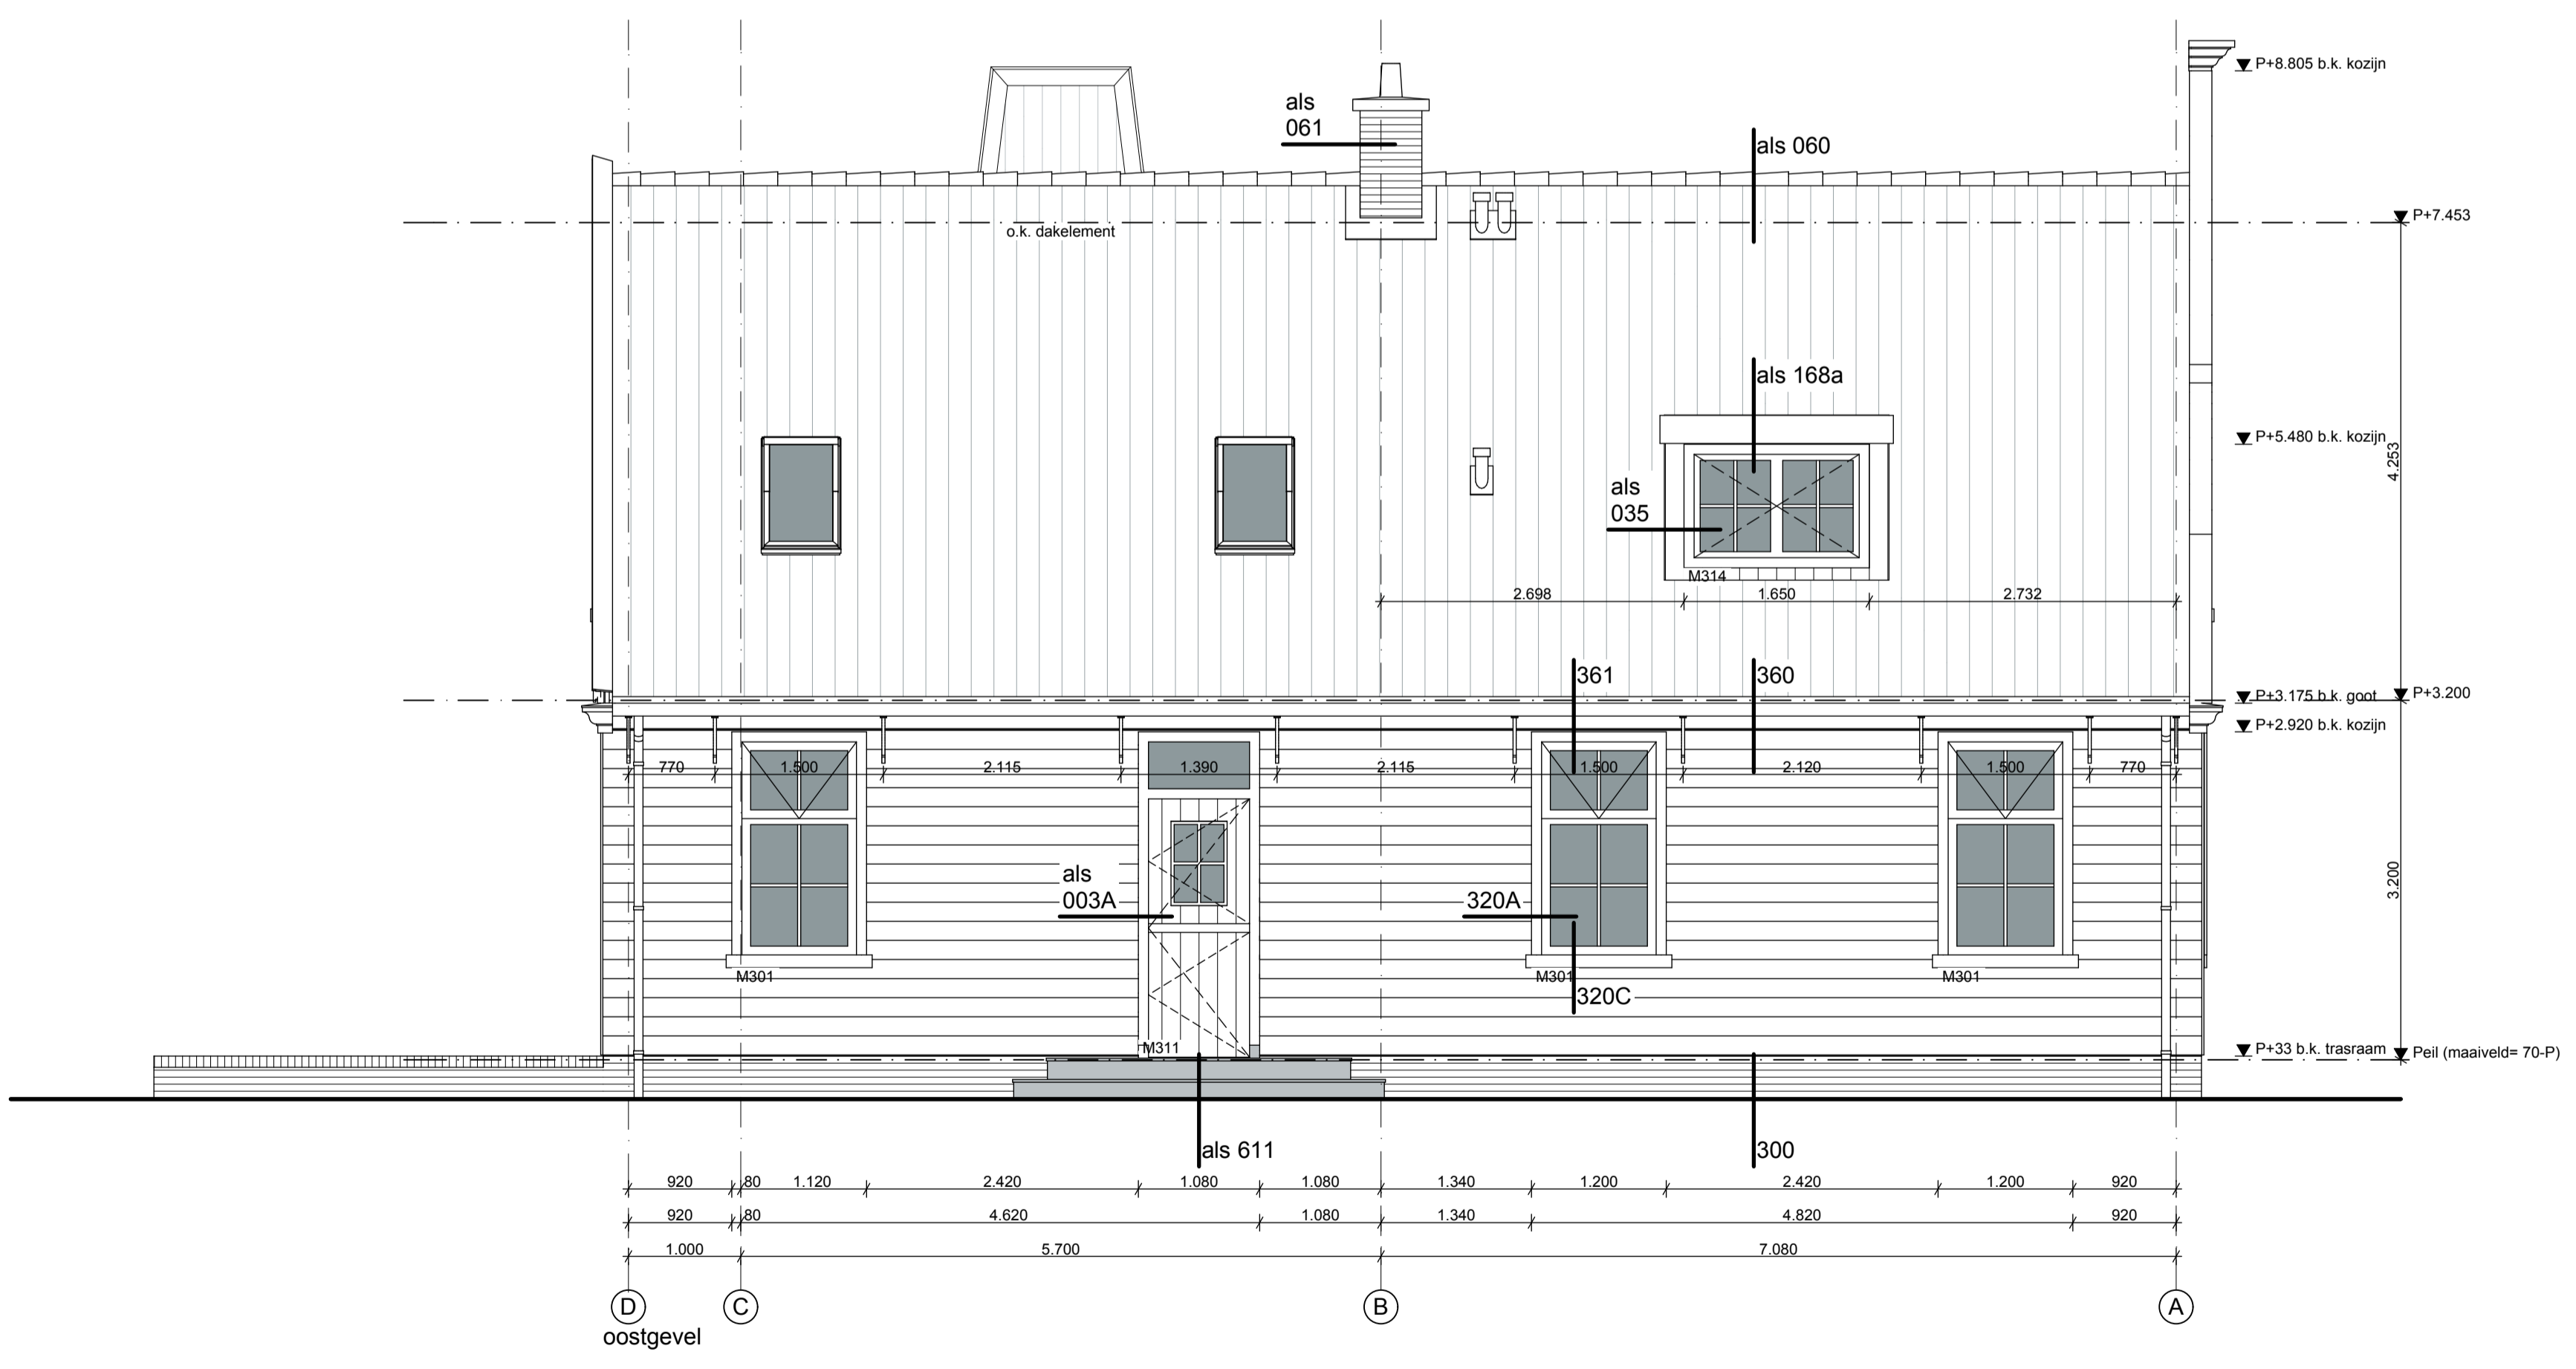 P+8.805 b.k. kozijn
als
061
als 060
P+7.453
o.k. dakelement
als 168a
P+5.480 b.k. kozijn
4.253
als
035
M314
2.698 1.650 2.732
361 360
P+3.175 b.k. goot P+3.200
P+2.920 b.k. kozijn
770 1.500 2.115 1.390 2.115 1.500 2.120 1.500 770
als
003A
320A
3.200
M301 M301 M301
320C
M311
P+33 b.k. trasraam Peil (maaiveld= 70-P)
als 611 300
920 80 1.120 2.420 1.080 1.080 1.340 1.200 2.420 1.200 920
920 80 4.620 1.080 1.340 4.820 920
1.000 5.700 7.080
D C B A
oostgevel